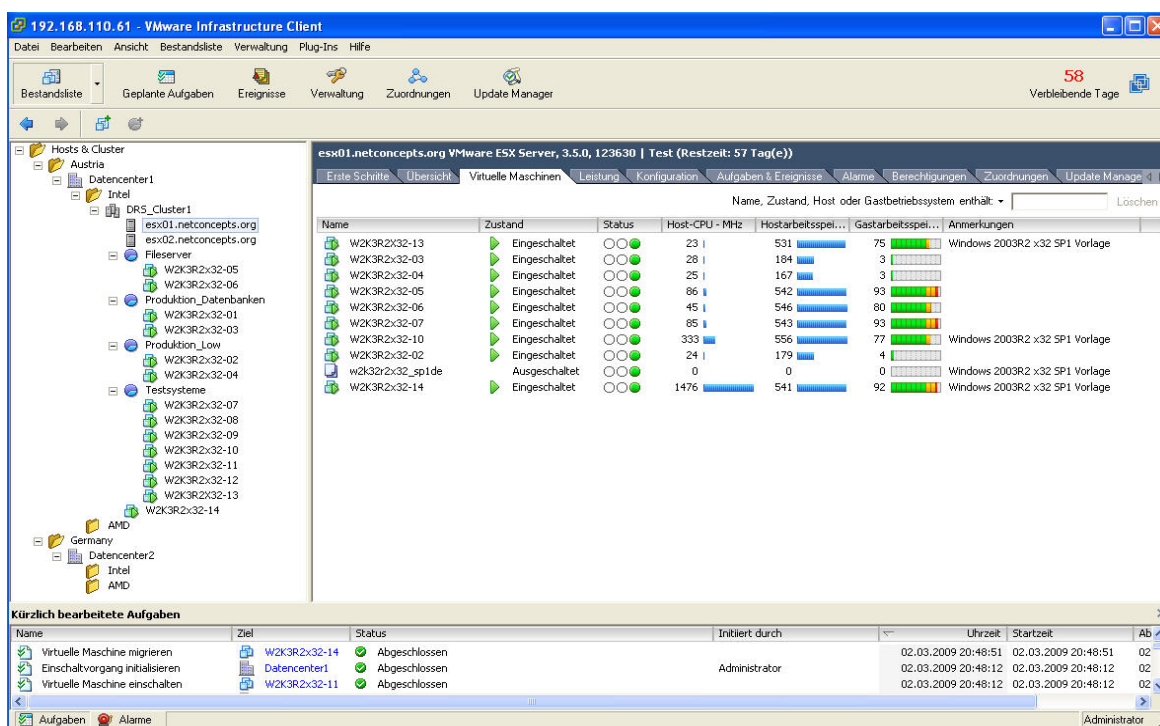 192.168.110.61 - VMware Infrastructure Client
Datei Bearbeiten Ansicht Bestandsliste Verwaltung Plug-Ins Hilfe
Bestandsliste Geplante Aufgaben Ereignisse Verwaltung Zuordnungen Update Manager
58
Verbleibende Tage
Hosts & Cluster
Austria
Datencenter1
Intel
DRS_Cluster1
esx01.netconcepts.org
esx02.netconcepts.org
Fileserver
W2K3R2x32-05
W2K3R2x32-06
Produktion_Datenbanken
W2K3R2x32-01
W2K3R2x32-03
Produktion_Low
W2K3R2x32-02
W2K3R2x32-04
Testsysteme
W2K3R2x32-07
W2K3R2x32-08
W2K3R2x32-09
W2K3R2x32-10
W2K3R2x32-11
W2K3R2x32-12
W2K3R2X32-13
W2K3R2x32-14
AMD
Germany
Datencenter2
Intel
AMD
esx01.netconcepts.org VMware ESX Server, 3.5.0, 123630 | Test (Restzeit: 57 Tag(e))
Erste Schritte Übersicht Virtuelle Maschinen Leistung Konfiguration Aufgaben & Ereignisse Alarme Berechtigungen Zuordnungen Update Manage
Name, Zustand, Host oder Gastbetriebssystem enthält: Löschen
Name Zustand Status Host-CPU - MHz Hostarbeitsspei... Gastarbeitsspei... Anmerkungen
W2K3R2x32-13 Eingeschaltet 23 531 75 Windows 2003R2 x32 SP1 Vorlage
W2K3R2x32-03 Eingeschaltet 28 184 3
W2K3R2x32-04 Eingeschaltet 25 167 3
W2K3R2x32-05 Eingeschaltet 86 542 93
W2K3R2x32-06 Eingeschaltet 45 546 80
W2K3R2x32-07 Eingeschaltet 85 543 93
W2K3R2x32-10 Eingeschaltet 333 556 77 Windows 2003R2 x32 SP1 Vorlage
W2K3R2x32-02 Eingeschaltet 24 179 4
w2k32r2x32_sp1de Ausgeschaltet 0 0 0 Windows 2003R2 x32 SP1 Vorlage
W2K3R2x32-14 Eingeschaltet 1476 541 92 Windows 2003R2 x32 SP1 Vorlage
Kürzlich bearbeitete Aufgaben
Name Ziel Status Initiiert durch Uhrzeit Startzeit Ab
Virtuelle Maschine migrieren W2K3R2x32-14 Abgeschlossen 02.03.2009 20:48:51 02.03.2009 20:48:51 02
Einschaltvorgang initialisieren Datencenter1 Abgeschlossen Administrator 02.03.2009 20:48:12 02.03.2009 20:48:12 02
Virtuelle Maschine einschalten W2K3R2x32-11 Abgeschlossen 02.03.2009 20:48:12 02.03.2009 20:48:12 02
Aufgaben Alarme Administrator